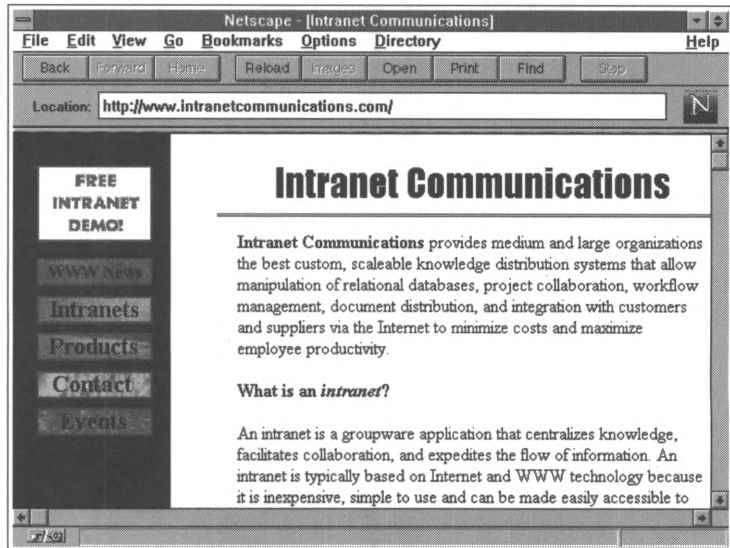 Netscape - [Intranet Communications]
File Edit View Go Bookmarks Options Directory Help
Back Forward Home Reload Images Open Print Find Stop
Location: http://www.intranetcommunications.com/
N
FREE
INTRANET
DEMO!
WWW News
Intranets
Products
Contact
Events
Intranet Communications
Intranet Communications provides medium and large organizations
the best custom, scaleable knowledge distribution systems that allow
manipulation of relational databases, project collaboration, workflow
management, document distribution, and integration with customers
and suppliers via the Internet to minimize costs and maximize
employee productivity.
What is an intranet?
An intranet is a groupware application that centralizes knowledge,
facilitates collaboration, and expedites the flow of information. An
intranet is typically based on Internet and WWW technology because
it is inexpensive, simple to use and can be made easily accessible to